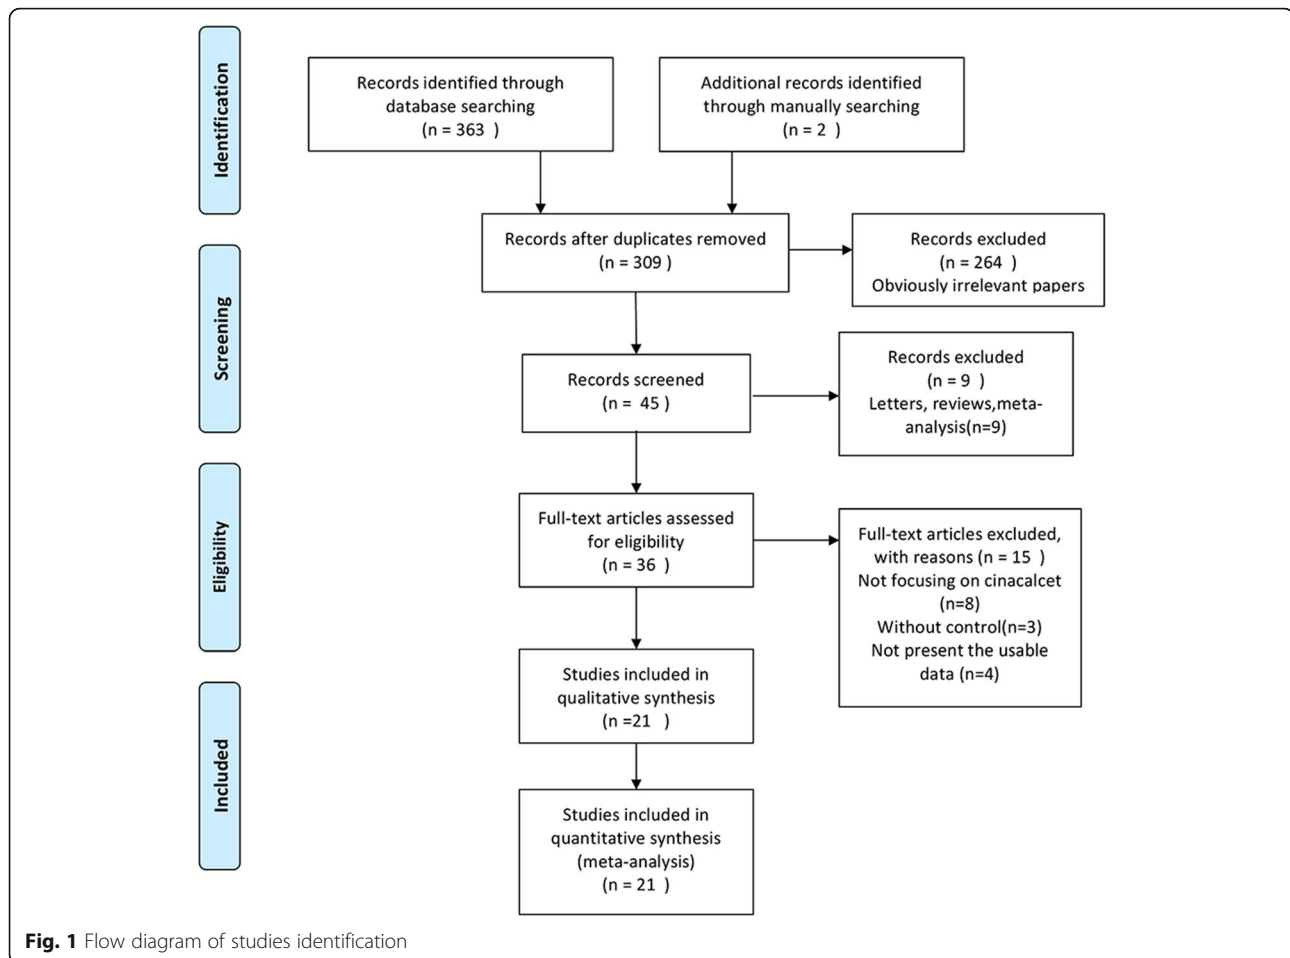 Identification
Records identified through
database searching
(n = 363  )
Additional records identified
through manually searching
(n = 2  )
Records after duplicates removed
(n = 309  )
Records excluded
(n = 264  )
Obviously irrelevant papers
Screening
Records screened
(n =  45  )
Records excluded
(n = 9  )
Letters, reviews,meta-
analysis(n=9)
Eligibility
Full-text articles assessed
for eligibility
(n = 36  )
Full-text articles excluded,
with reasons (n = 15  )
Not focusing on cinacalcet
(n=8)
Without control(n=3)
Not present the usable
data (n=4)
Included
Studies included in
qualitative synthesis
(n =21   )
Studies included in
quantitative synthesis
(meta-analysis)
(n = 21  )
Fig. 1 Flow diagram of studies identification